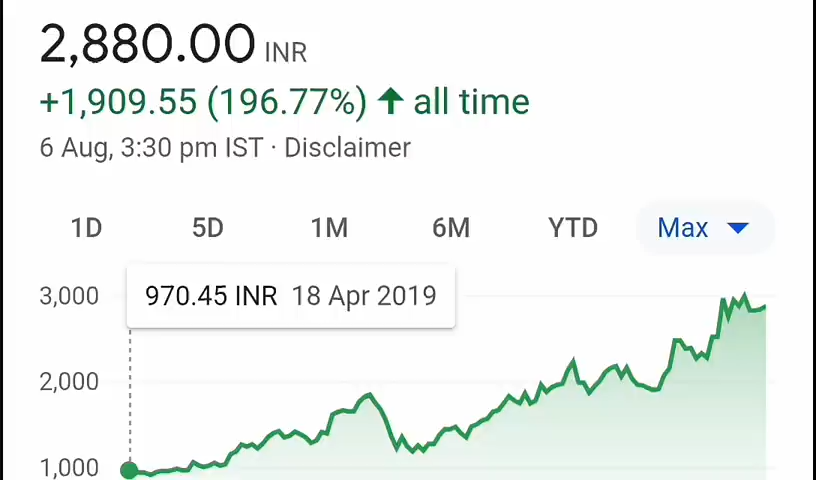 2,880.00 INR
+1,909.55 (196.77%) ↑ all time
6 Aug, 3:30 pm IST · Disclaimer
1D 5D 1M 6M YTD Max
3,000
970.45 INR 18 Apr 2019
2,000
1,000